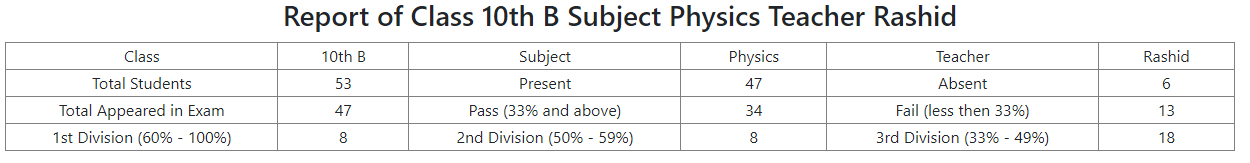 Report of Class 10th B Subject Physics Teacher Rashid
Class 10th B Subject Physics Teacher Rashid
Total Students 53 Present 47 Absent 6
Total Appeared in Exam 47 Pass (33% and above) 34 Fail (less then 33%) 13
1st Division (60% - 100%) 8 2nd Division (50% - 59%) 8 3rd Division (33% - 49%) 18